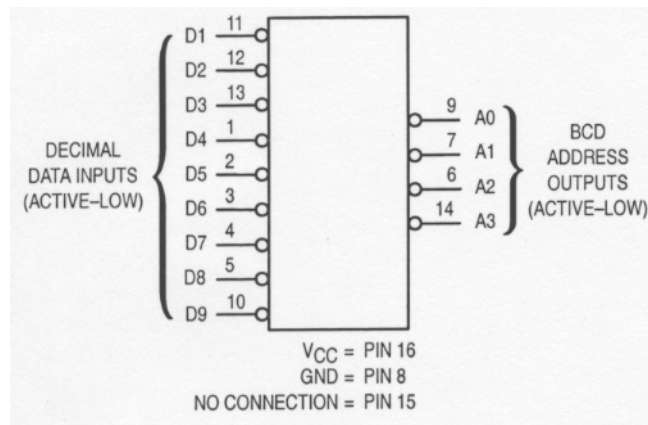 DECIMAL
DATA INPUTS
(ACTIVE–LOW)
D1 11
D2 12
D3 13
D4 1
D5 2
D6 3
D7 4
D8 5
D9 10
9 A0
7 A1
6 A2
14 A3
BCD
ADDRESS
OUTPUTS
(ACTIVE–LOW)
VCC = PIN 16
GND = PIN 8
NO CONNECTION = PIN 15